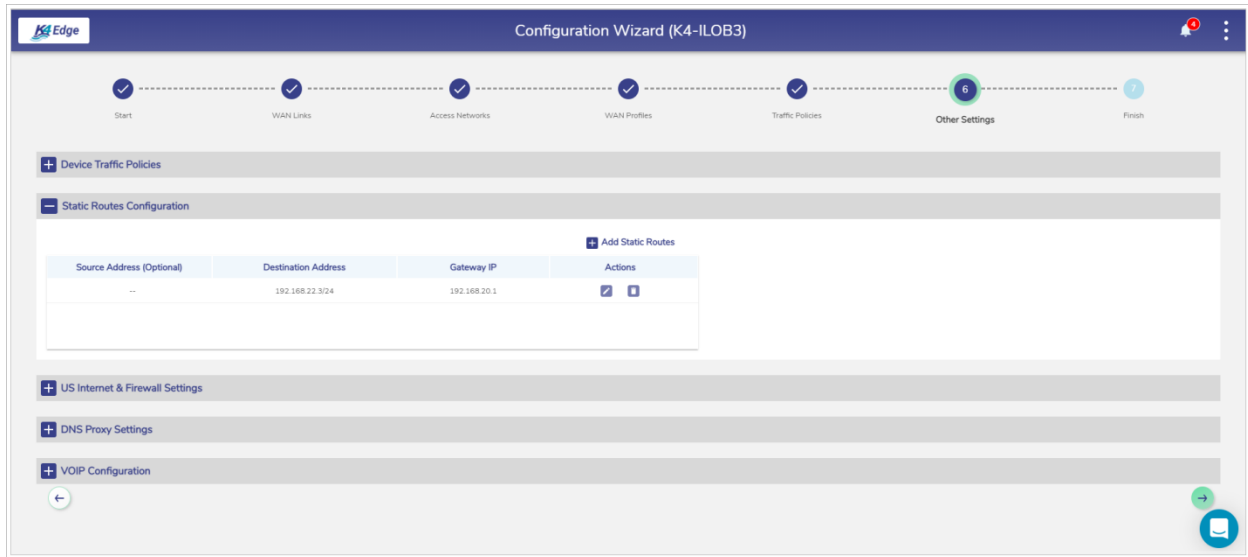 K4 Edge
Configuration Wizard (K4-ILOB3)
4
6
7
Start
WAN Links
Access Networks
WAN Profiles
Traffic Policies
Other Settings
Finish
Device Traffic Policies
Static Routes Configuration
Add Static Routes
Source Address (Optional) Destination Address Gateway IP Actions
-- 192.168.22.3/24 192.168.20.1
US Internet & Firewall Settings
DNS Proxy Settings
VOIP Configuration